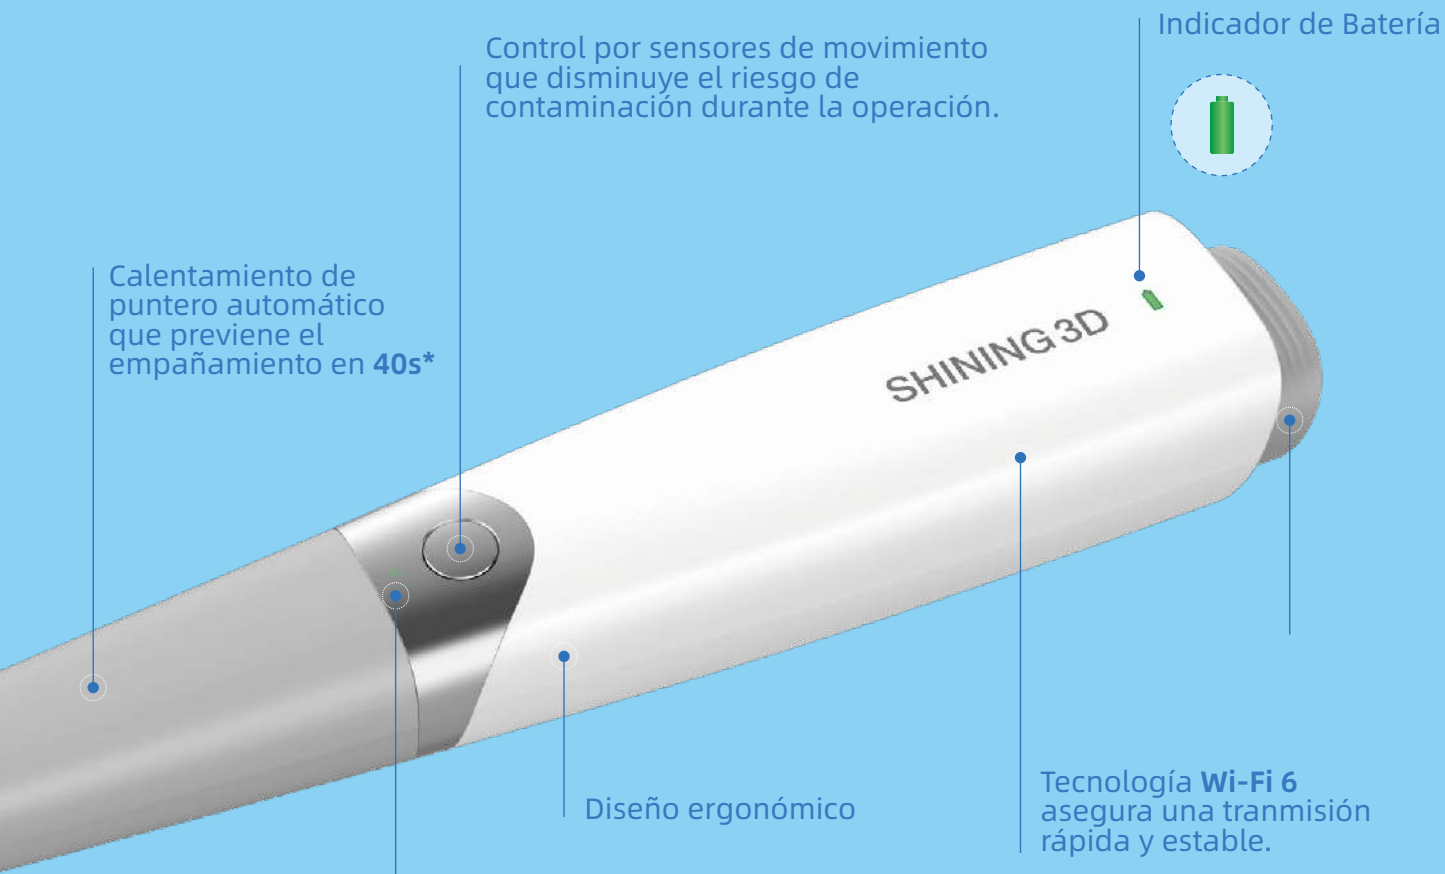 Indicador de Batería
Control por sensores de movimiento
que disminuye el riesgo de
contaminación durante la operación.
Calentamiento de
puntero automático
que previene el
empañamiento en 40s*
SHINING 3D
Diseño ergonómico
Tecnología Wi-Fi 6
asegura una tranmisión
rápida y estable.